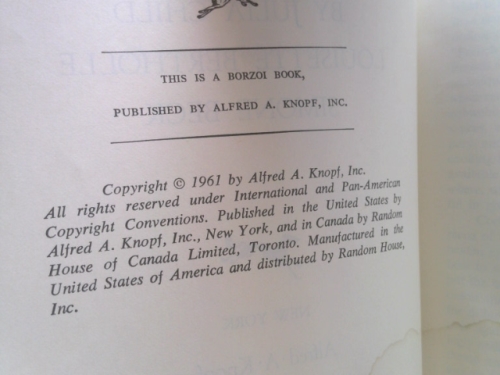 THIS IS A BORZOI BOOK,
PUBLISHED BY ALFRED A. KNOPF, INC.
Copyright © 1961 by Alfred A. Knopf, Inc.
All rights reserved under International and Pan-American
Copyright Conventions. Published in the United States by
Alfred A. Knopf, Inc., New York, and in Canada by Random
House of Canada Limited, Toronto. Manufactured in the
United States of America and distributed by Random House,
Inc.